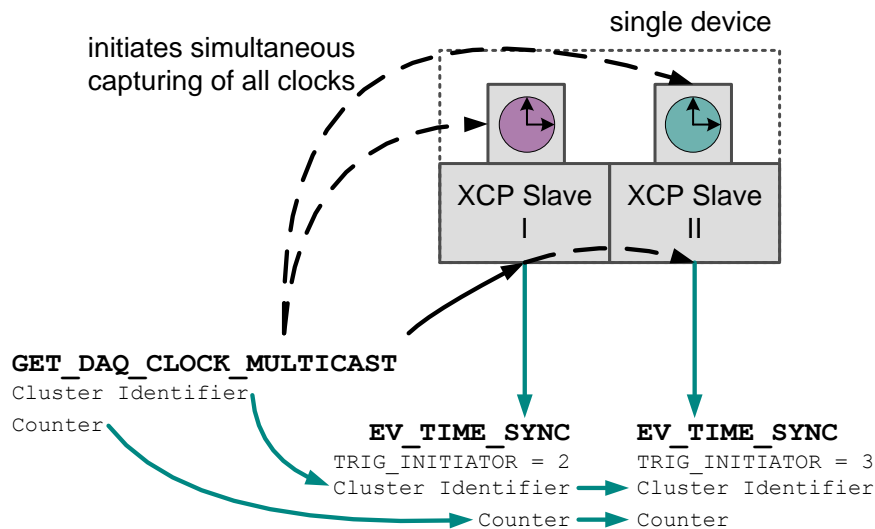 single device
initiates simultaneous
capturing of all clocks
XCP Slave
I
XCP Slave
II
GET_DAQ_CLOCK_MULTICAST
Cluster Identifier
Counter
EV_TIME_SYNC
TRIG_INITIATOR = 2
Cluster Identifier
Counter
EV_TIME_SYNC
TRIG_INITIATOR = 3
Cluster Identifier
Counter